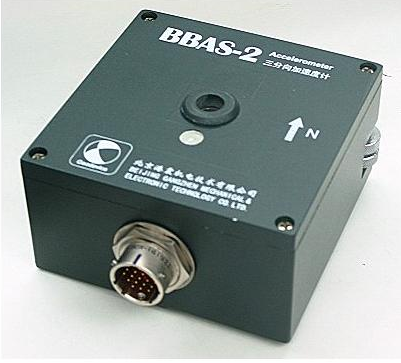 BBAS-2 Accelerometer
三分向加速度计
N
北京港震机电技术有限公司
BEIJING GANGZHEN MECHANICAL &
ELECTRONIC TECHNOLOGY CO.LTD.